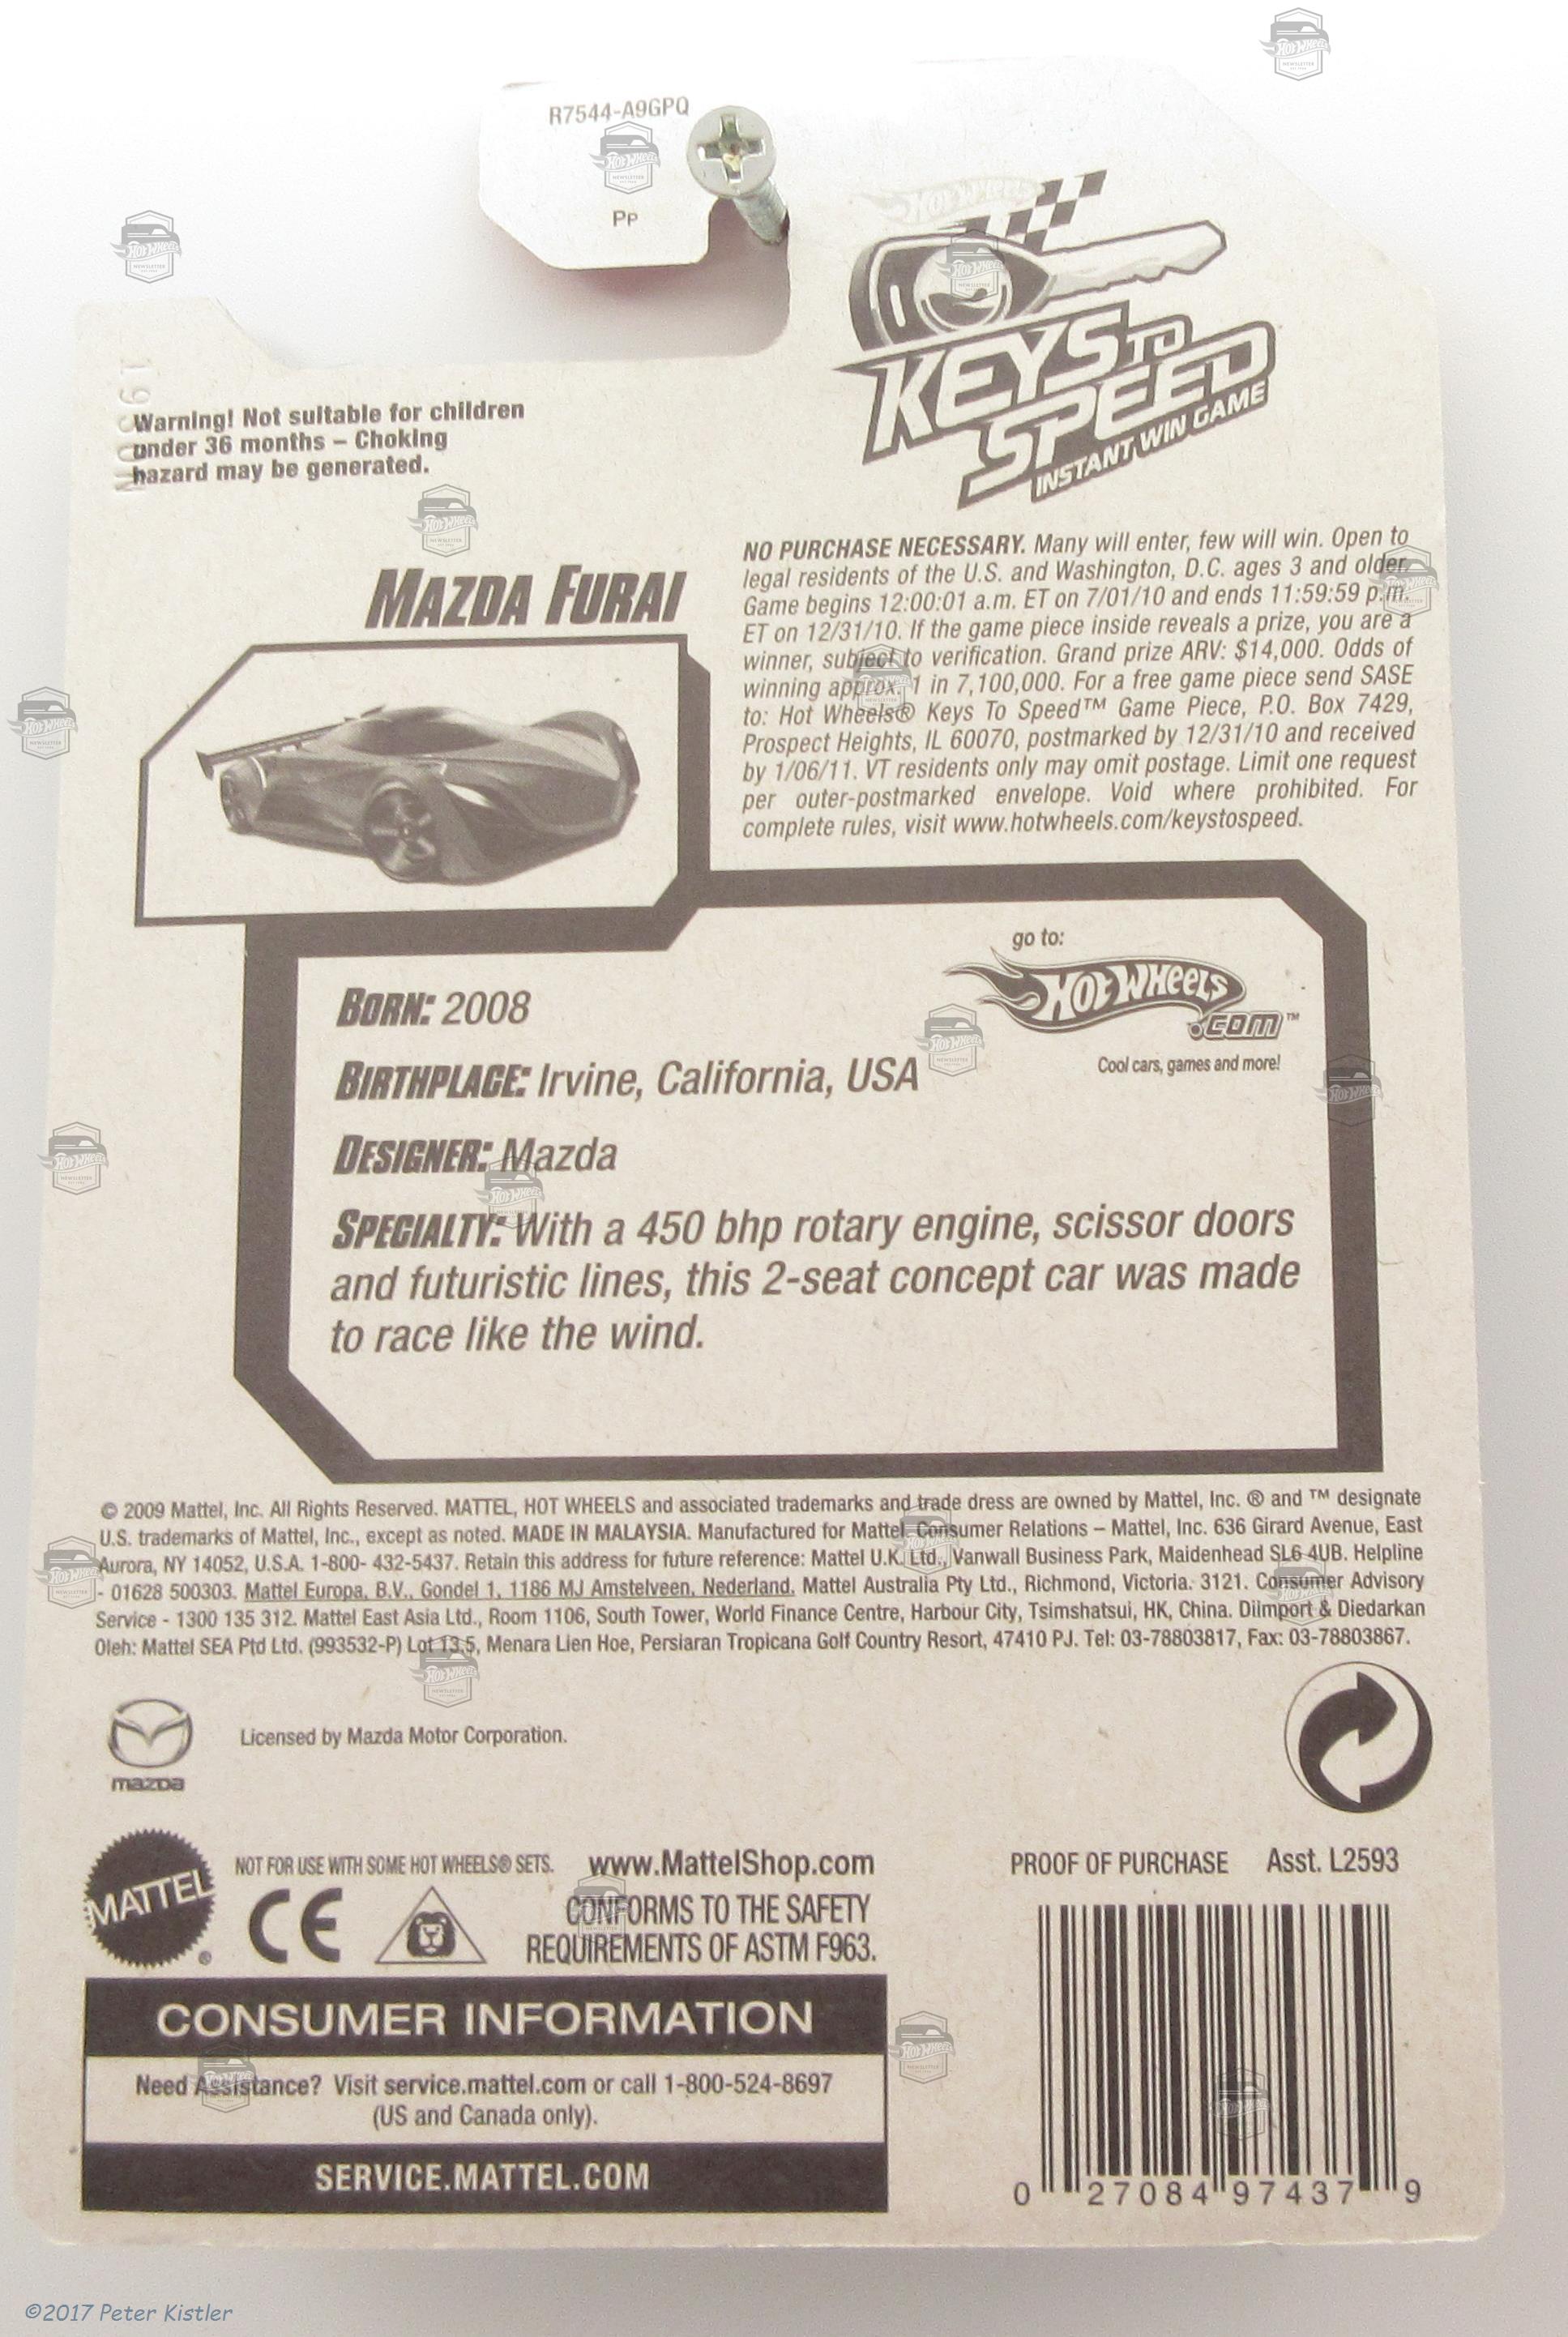 R7544-A9GPQ
Pp
HOT WHEELS
KEYS TO
SPEED
INSTANT WIN GAME
Warning! Not suitable for children
under 36 months – Choking
hazard may be generated.
MAZDA FURAI
NO PURCHASE NECESSARY. Many will enter, few will win. Open to
legal residents of the U.S. and Washington, D.C. ages 3 and older.
Game begins 12:00:01 a.m. ET on 7/01/10 and ends 11:59:59 p.m.
ET on 12/31/10. If the game piece inside reveals a prize, you are a
winner, subject to verification. Grand prize ARV: $14,000. Odds of
winning approx. 1 in 7,100,000. For a free game piece send SASE
to: Hot Wheels® Keys To Speed™ Game Piece, P.O. Box 7429,
Prospect Heights, IL 60070, postmarked by 12/31/10 and received
by 1/06/11. VT residents only may omit postage. Limit one request
per outer-postmarked envelope. Void where prohibited. For
complete rules, visit www.hotwheels.com/keystospeed.
go to:
HOT WHEELS
.COM™
Cool cars, games and more!
BORN: 2008
BIRTHPLACE: Irvine, California, USA
DESIGNER: Mazda
SPECIALTY: With a 450 bhp rotary engine, scissor doors
and futuristic lines, this 2-seat concept car was made
to race like the wind.
© 2009 Mattel, Inc. All Rights Reserved. MATTEL, HOT WHEELS and associated trademarks and trade dress are owned by Mattel, Inc. ® and ™ designate
U.S. trademarks of Mattel, Inc., except as noted. MADE IN MALAYSIA. Manufactured for Mattel. Consumer Relations – Mattel, Inc. 636 Girard Avenue, East
Aurora, NY 14052, U.S.A. 1-800- 432-5437. Retain this address for future reference: Mattel U.K. Ltd., Vanwall Business Park, Maidenhead SL6 4UB. Helpline
- 01628 500303. Mattel Europa, B.V., Gondel 1, 1186 MJ Amstelveen, Nederland. Mattel Australia Pty Ltd., Richmond, Victoria. 3121. Consumer Advisory
Service - 1300 135 312. Mattel East Asia Ltd., Room 1106, South Tower, World Finance Centre, Harbour City, Tsimshatsui, HK, China. Diimport & Diedarkan
Oleh: Mattel SEA Ptd Ltd. (993532-P) Lot 13.5, Menara Lien Hoe, Persiaran Tropicana Golf Country Resort, 47410 PJ. Tel: 03-78803817, Fax: 03-78803867.
mazda
Licensed by Mazda Motor Corporation.
MATTEL®
NOT FOR USE WITH SOME HOT WHEELS® SETS.
CE
www.MattelShop.com
CONFORMS TO THE SAFETY
REQUIREMENTS OF ASTM F963.
PROOF OF PURCHASE Asst. L2593
CONSUMER INFORMATION
Need Assistance? Visit service.mattel.com or call 1-800-524-8697
(US and Canada only).
SERVICE.MATTEL.COM
0 27084 97437 9
©2017 Peter Kistler